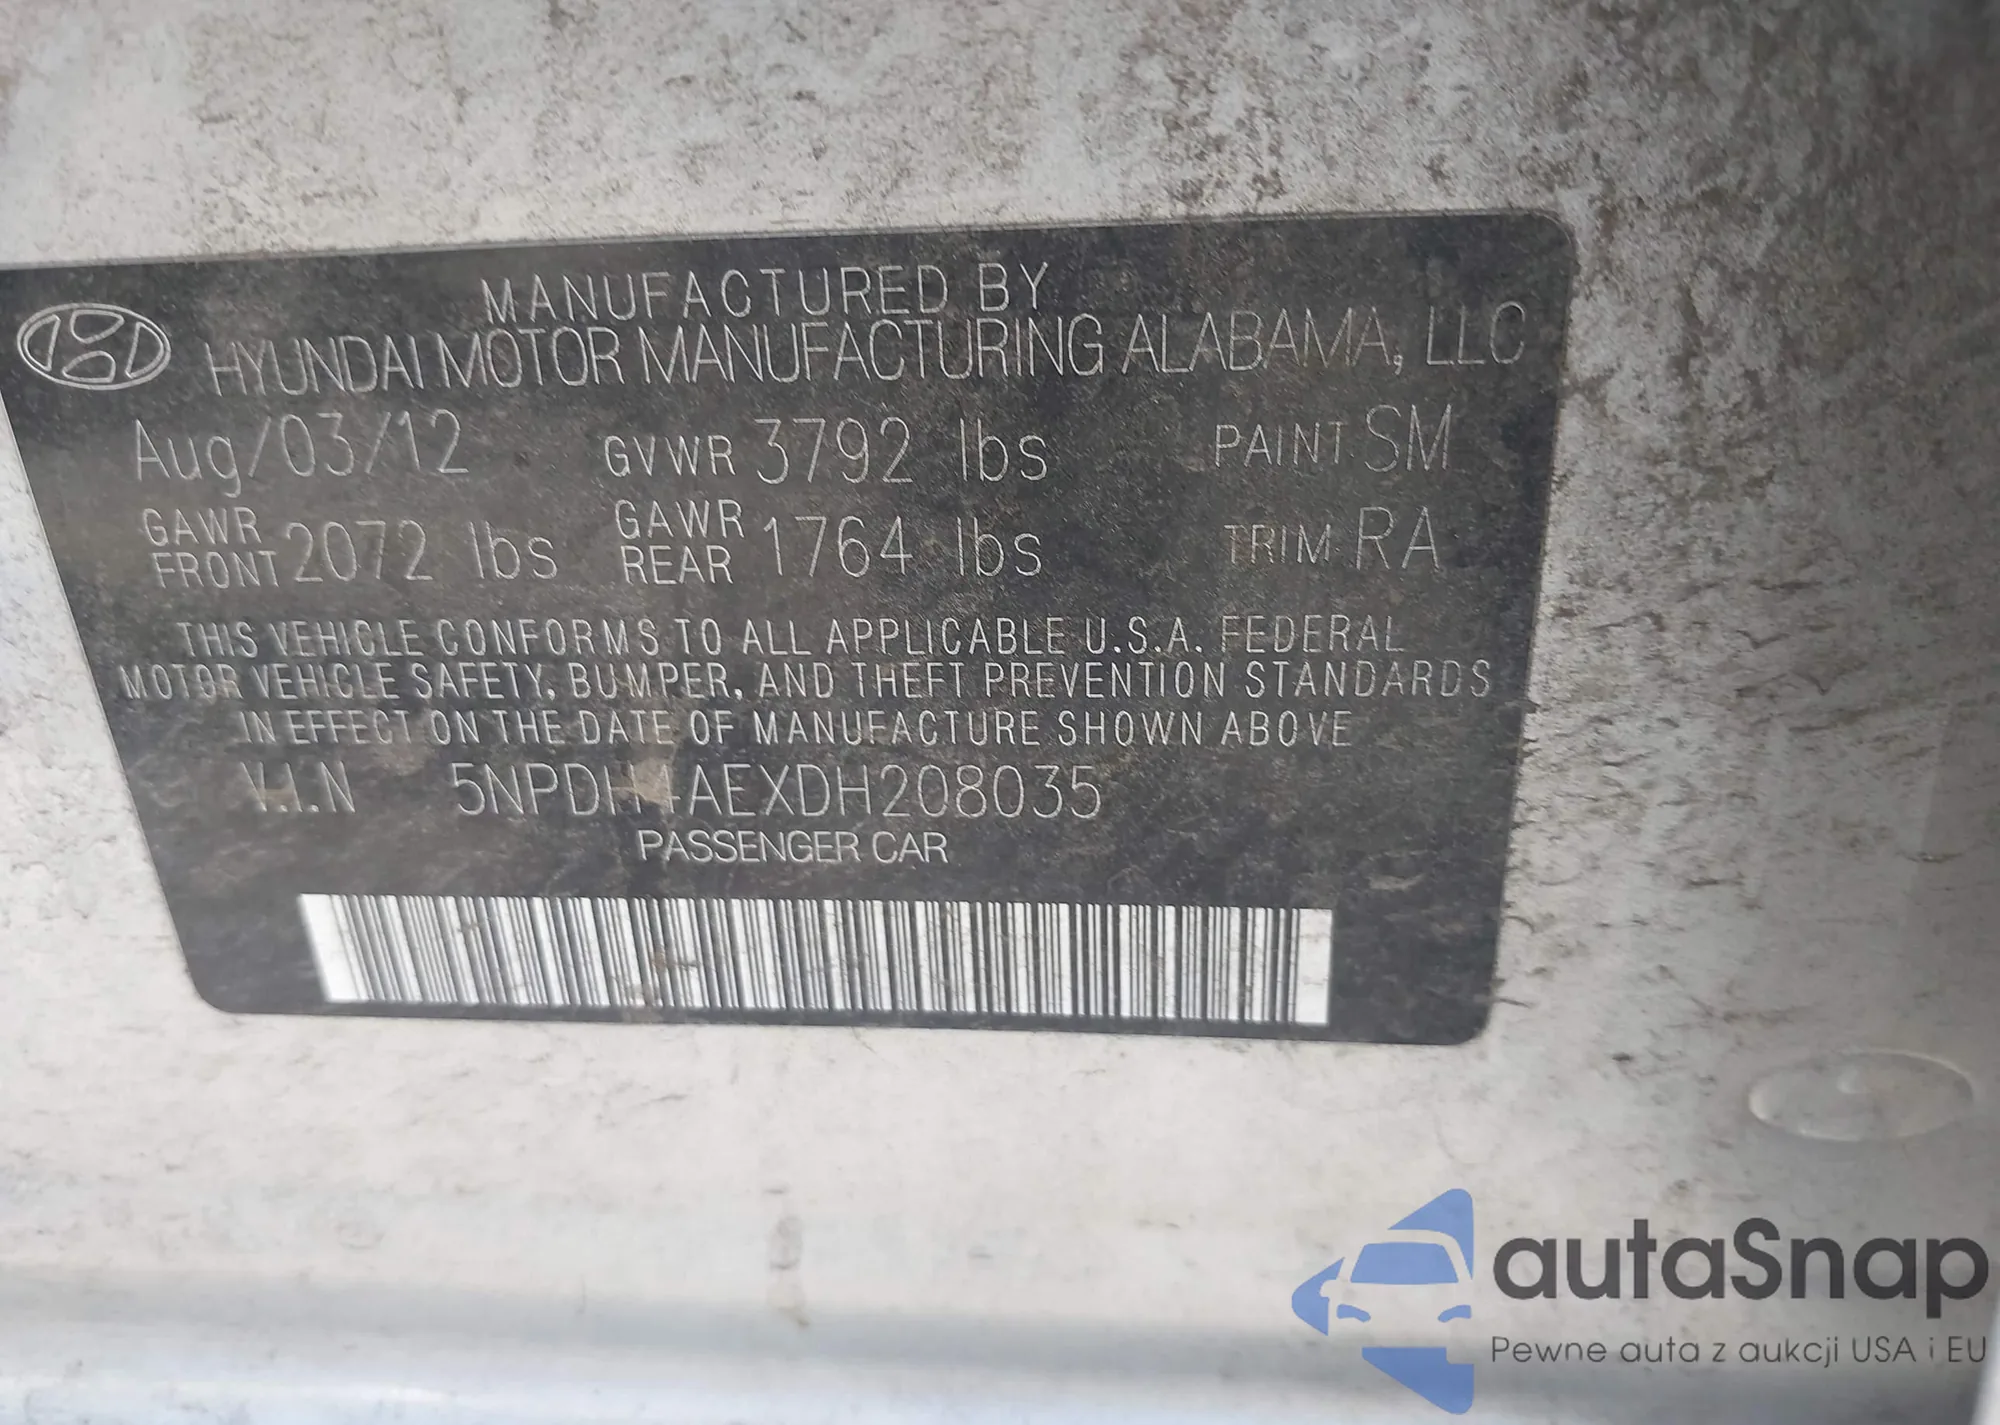 MANUFACTURED BY
HYUNDAI MOTOR MANUFACTURING ALABAMA, LLC
Aug/03/12 GVWR 3792 lbs PAINT SM
GAWR FRONT 2072 lbs GAWR REAR 1764 lbs TRIM RA
THIS VEHICLE CONFORMS TO ALL APPLICABLE U.S.A. FEDERAL
MOTOR VEHICLE SAFETY, BUMPER, AND THEFT PREVENTION STANDARDS
IN EFFECT ON THE DATE OF MANUFACTURE SHOWN ABOVE
V.I.N 5NPDH4AEXDH208035
PASSENGER CAR
autaSnap
Pewne auta z aukcji USA i EU